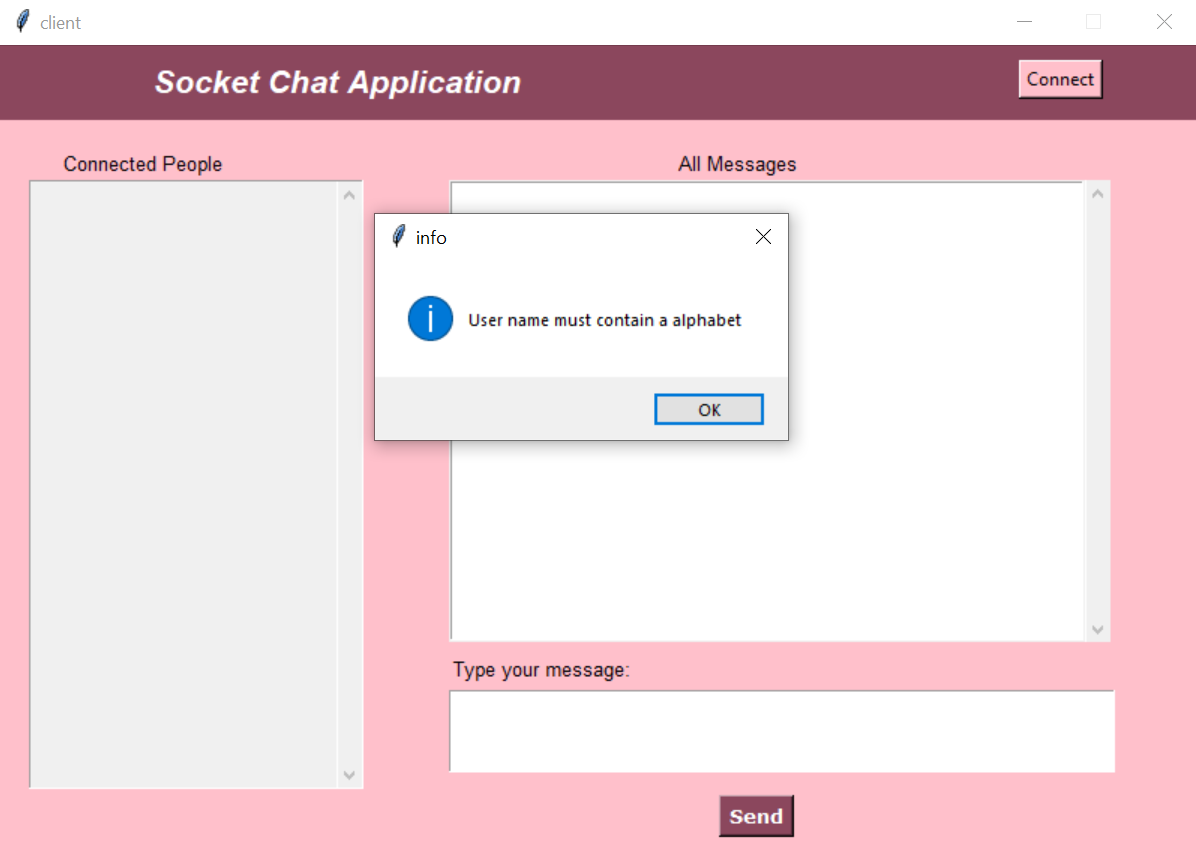 client
Socket Chat Application
Connect
Connected People
All Messages
info
User name must contain a alphabet
OK
Type your message:
Send